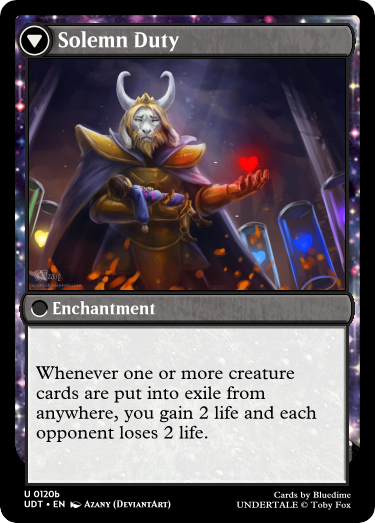 Solemn Duty
Enchantment
Whenever one or more creature
cards are put into exile from
anywhere, you gain 2 life and each
opponent loses 2 life.
U 0120b
UDT • EN Azany (DeviantArt)
Cards by Bluedime
UNDERTALE © Toby Fox